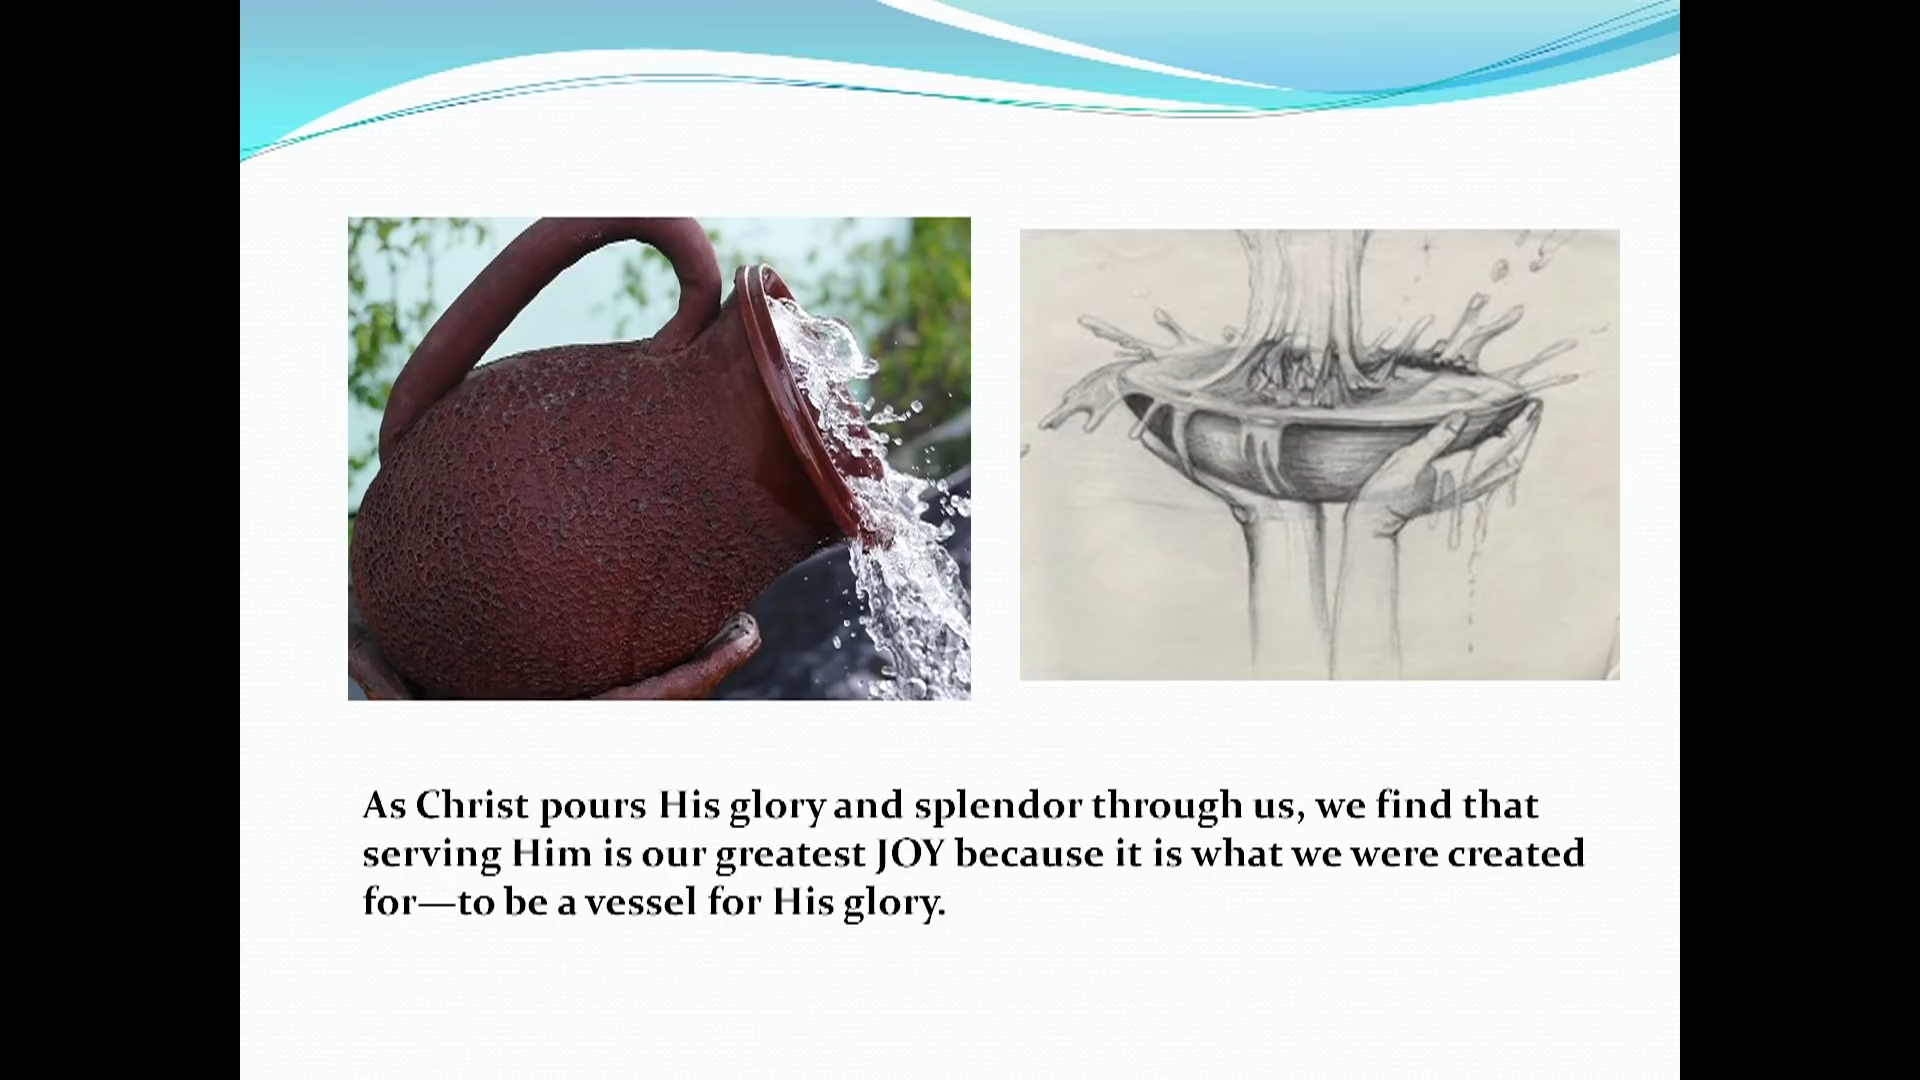 As Christ pours His glory and splendor through us, we find that
serving Him is our greatest JOY because it is what we were created
for—to be a vessel for His glory.